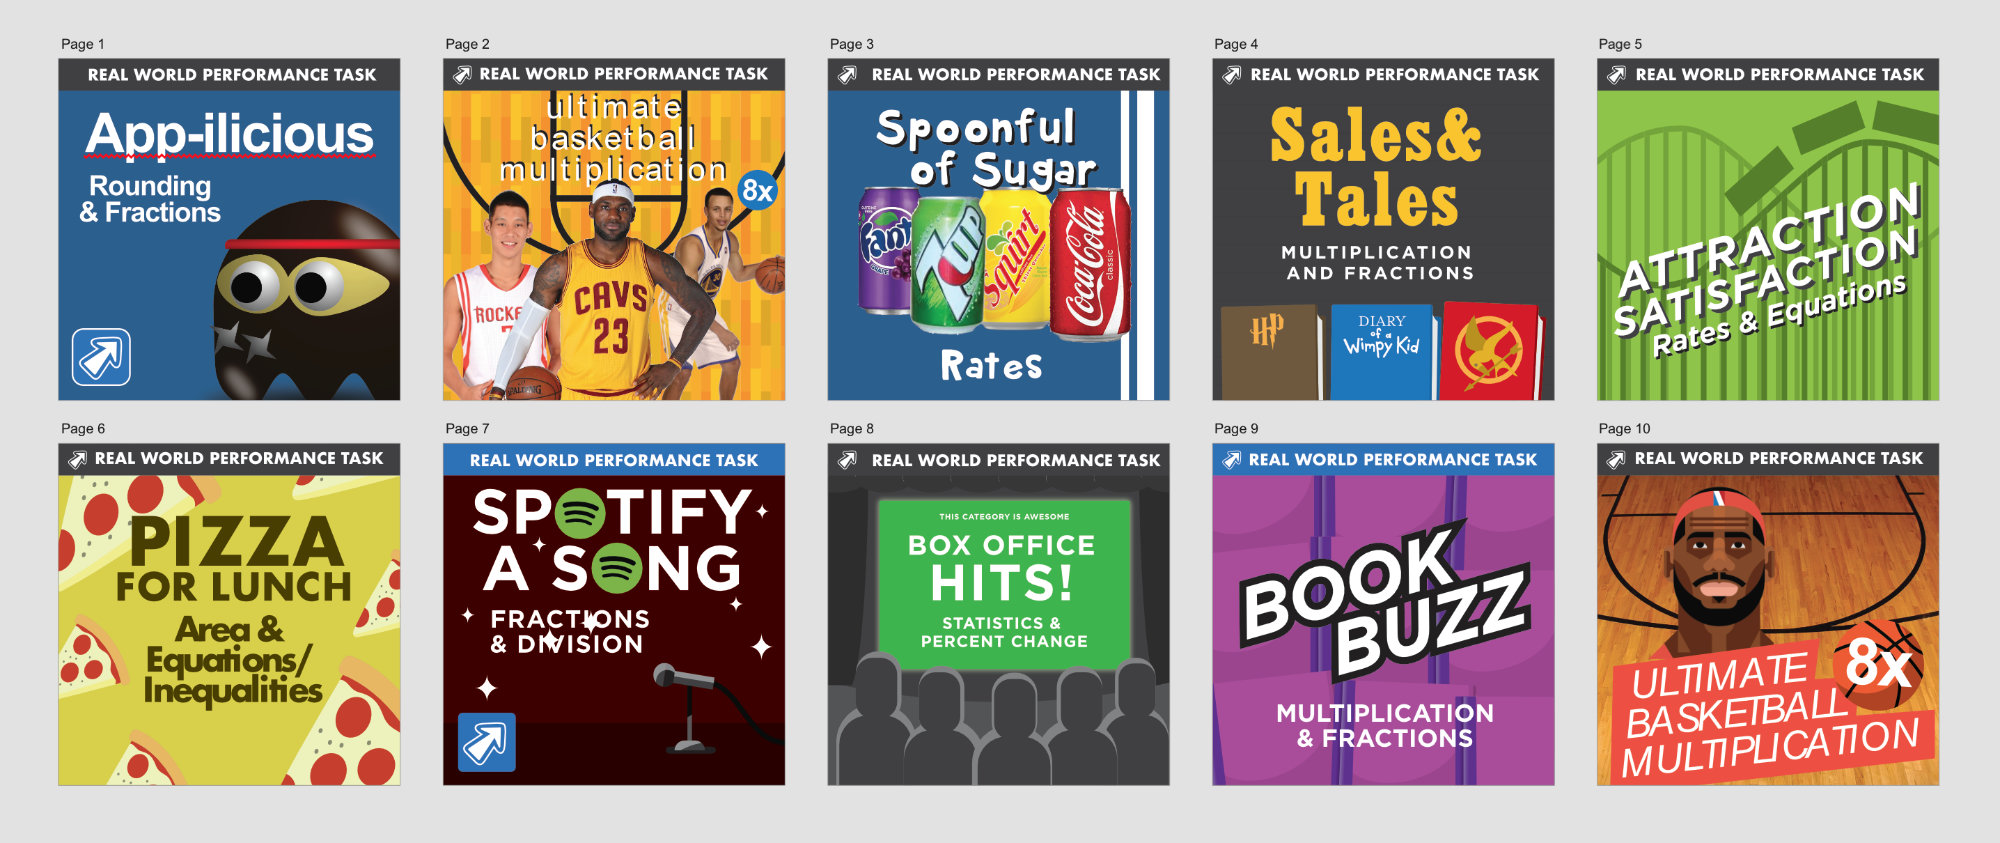 Page 1
REAL WORLD PERFORMANCE TASK
App-ilicious
Rounding
& Fractions
Page 2
REAL WORLD PERFORMANCE TASK
ultimate
basketball
multiplication
8x
ROCKE
CAVS
23
30
SPALDING
Page 3
REAL WORLD PERFORMANCE TASK
Spoonful
of Sugar
Fant
GRAPE
7UP
Squirt
Coca-Cola
classic
Rates
Page 4
REAL WORLD PERFORMANCE TASK
Sales&
Tales
MULTIPLICATION
AND FRACTIONS
HP
DIARY
of a
Wimpy Kid
Page 5
REAL WORLD PERFORMANCE TASK
ATTRACTION
SATISFACTION
Rates & Equations
Page 6
REAL WORLD PERFORMANCE TASK
PIZZA
FOR LUNCH
Area &
Equations/
Inequalities
Page 7
REAL WORLD PERFORMANCE TASK
SPOTIFY
A SONG
FRACTIONS
& DIVISION
Page 8
REAL WORLD PERFORMANCE TASK
THIS CATEGORY IS AWESOME
BOX OFFICE
HITS!
STATISTICS &
PERCENT CHANGE
Page 9
REAL WORLD PERFORMANCE TASK
BOOK
BUZZ
MULTIPLICATION
& FRACTIONS
Page 10
REAL WORLD PERFORMANCE TASK
8x
ULTIMATE
BASKETBALL
MULTIPLICATION